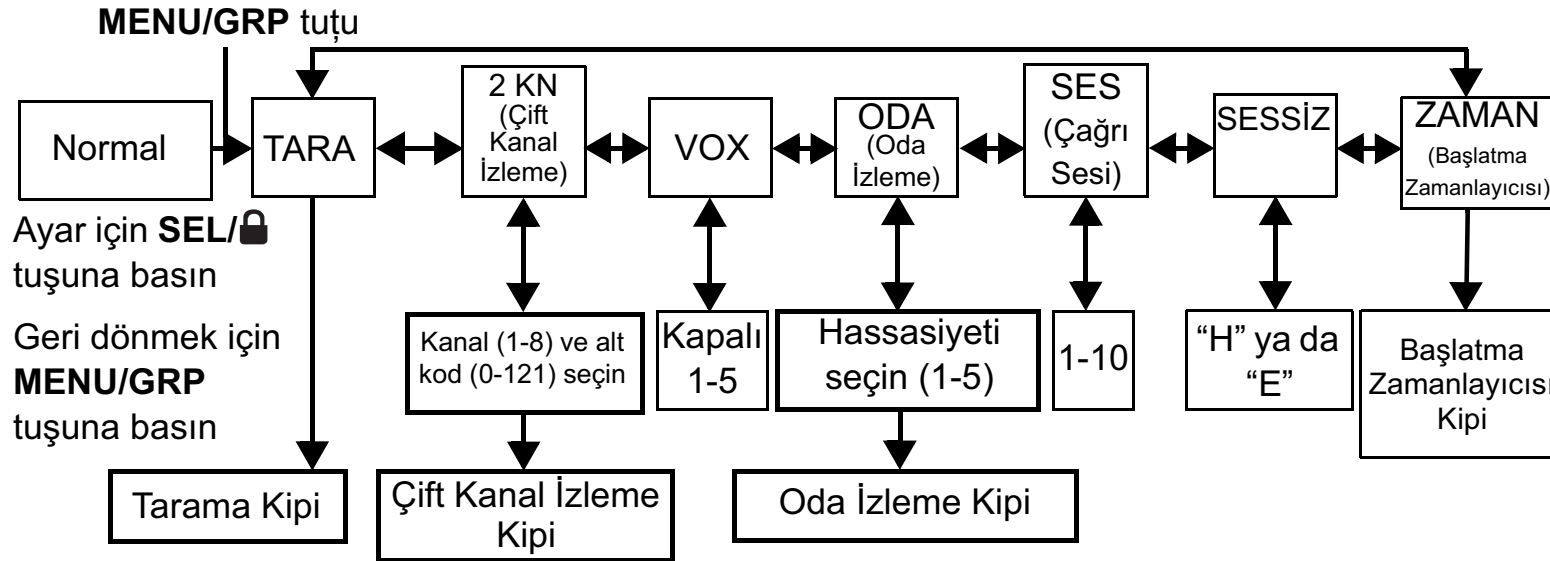 MENU/GRP tuțu
Normal
TARA
2 KN
(Çift
Kanal
İzleme)
VOX
ODA
(Oda
İzleme)
SES
(Çağrı
Sesi)
SESSİZ
ZAMAN
(Başlatma
Zamanlayıcısı)
Ayar için SEL/
tuşuna basın
Geri dönmek için
MENU/GRP
tuşuna basın
Kanal (1-8) ve alt
kod (0-121) seçin
Kapalı
1-5
Hassasiyeti
seçin (1-5)
1-10
“H” ya da
“E”
Başlatma
Zamanlayıcısı
Kipi
Tarama Kipi
Çift Kanal İzleme
Kipi
Oda İzleme Kipi